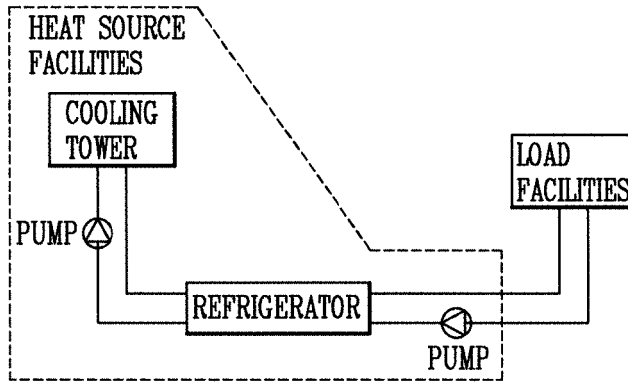 HEAT SOURCE
FACILITIES
COOLING
TOWER
LOAD
FACILITIES
PUMP
REFRIGERATOR
PUMP